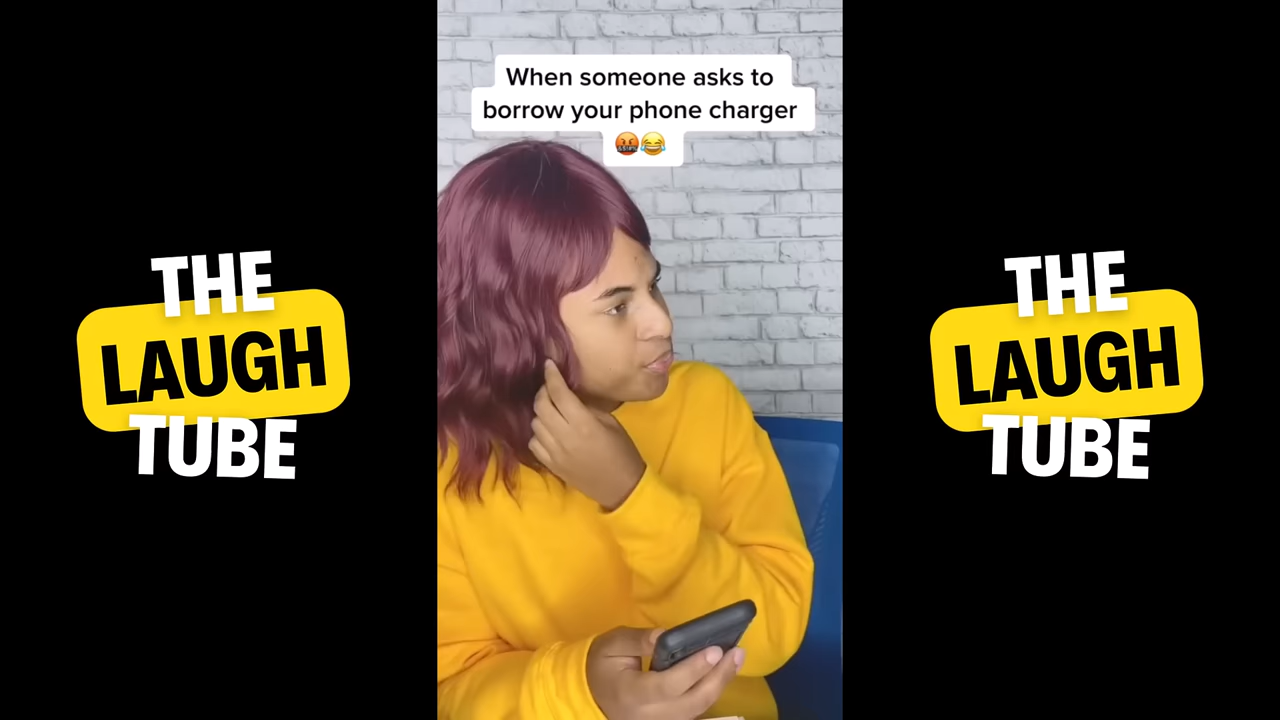 THE
LAUGH
TUBE
When someone asks to
borrow your phone charger
🤬😂
THE
LAUGH
TUBE